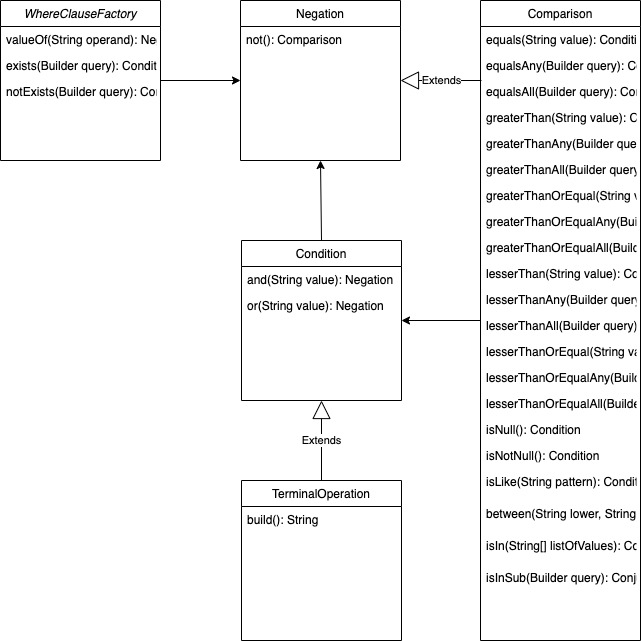 WhereClauseFactory
valueOf(String operand): Ne
exists(Builder query): Condit
notExists(Builder query): Co
Negation
not(): Comparison
Extends
Condition
and(String value): Negation
or(String value): Negation
Extends
TerminalOperation
build(): String
Comparison
equals(String value): Conditi
equalsAny(Builder query): Co
equalsAll(Builder query): Cor
greaterThan(String value): C
greaterThanAny(Builder que
greaterThanAll(Builder query
greaterThanOrEqual(String v
greaterThanOrEqualAny(Bui
greaterThanOrEqualAll(Build
lesserThan(String value): Co
lesserThanAny(Builder query
lesserThanAll(Builder query)
lesserThanOrEqual(String va
lesserThanOrEqualAny(Build
lesserThanOrEqualAll(Builde
isNull(): Condition
isNotNull(): Condition
isLike(String pattern): Condit
between(String lower, String
isIn(String[] listOfValues): Co
isInSub(Builder query): Conj